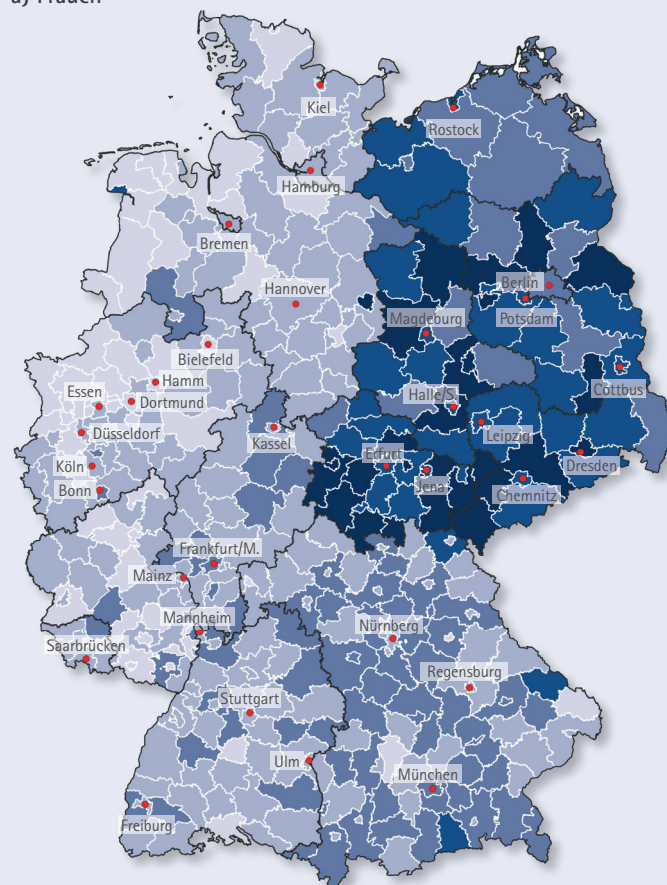 a) Frauen
Kiel
Rostock
Hamburg
Bremen
Hannover
Berlin
Potsdam
Magdeburg
Bielefeld
Hamm
Essen
Dortmund
Cottbus
Halle/S.
Düsseldorf
Kassel
Leipzig
Köln
Erfurt
Dresden
Bonn
Jena
Chemnitz
Frankfurt/M.
Mainz
Mannheim
Nürnberg
Saarbrücken
Regensburg
Stuttgart
Ulm
München
Freiburg